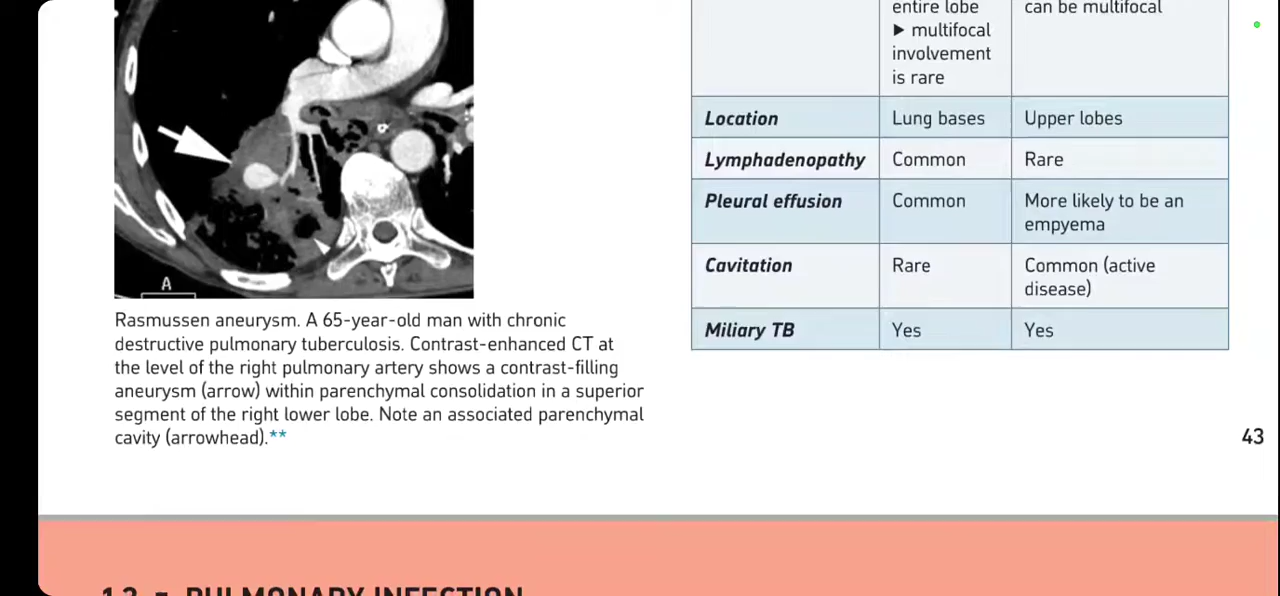 entire lobe
▶ multifocal
involvement
is rare
can be multifocal
Location Lung bases Upper lobes
Lymphadenopathy Common Rare
Pleural effusion Common More likely to be an
empyema
Cavitation Rare Common (active
disease)
Miliary TB Yes Yes
A
Rasmussen aneurysm. A 65-year-old man with chronic
destructive pulmonary tuberculosis. Contrast-enhanced CT at
the level of the right pulmonary artery shows a contrast-filling
aneurysm (arrow) within parenchymal consolidation in a superior
segment of the right lower lobe. Note an associated parenchymal
cavity (arrowhead).**
43
PULMONARY INFECTION